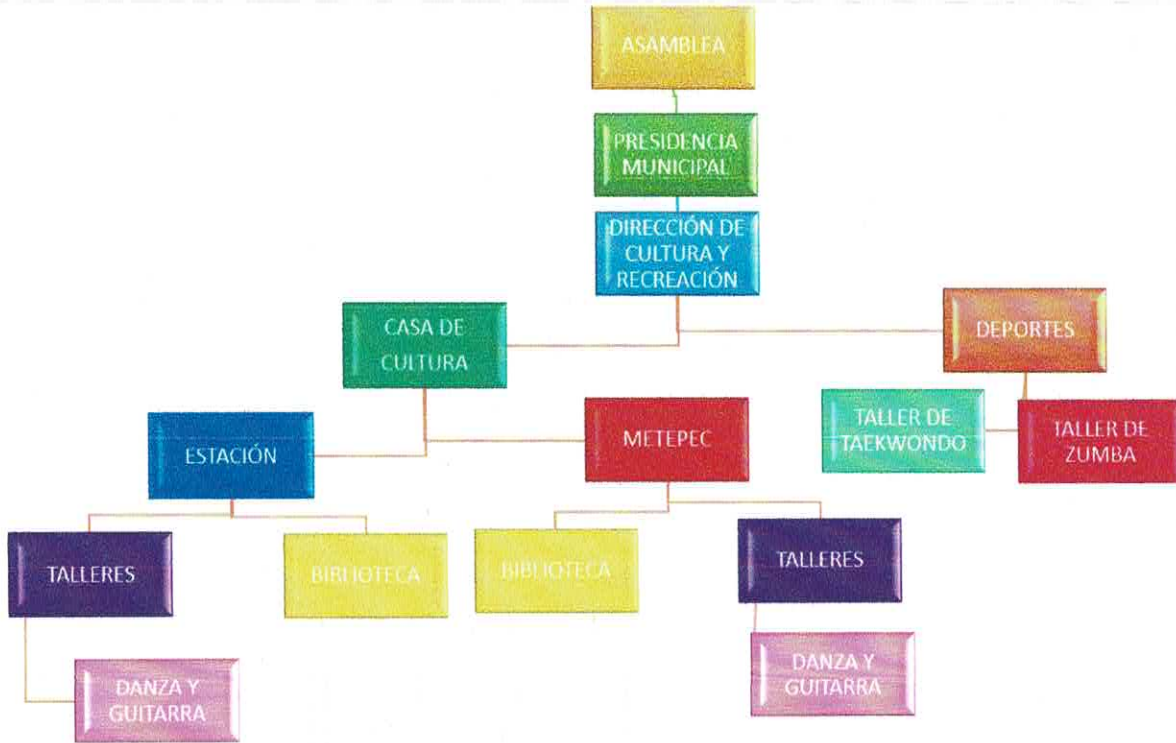 ASAMBLEA
PRESIDENCIA
MUNICIPAL
DIRECCIÓN DE
CULTURA Y
RECREACIÓN
CASA DE
CULTURA
DEPORTES
ESTACIÓN
METEPEC
TALLER DE
TAEKWONDO
TALLER DE
ZUMBA
TALLERES
BIBLIOTECA
BIBLIOTECA
TALLERES
DANZA Y
GUITARRA
DANZA Y
GUITARRA